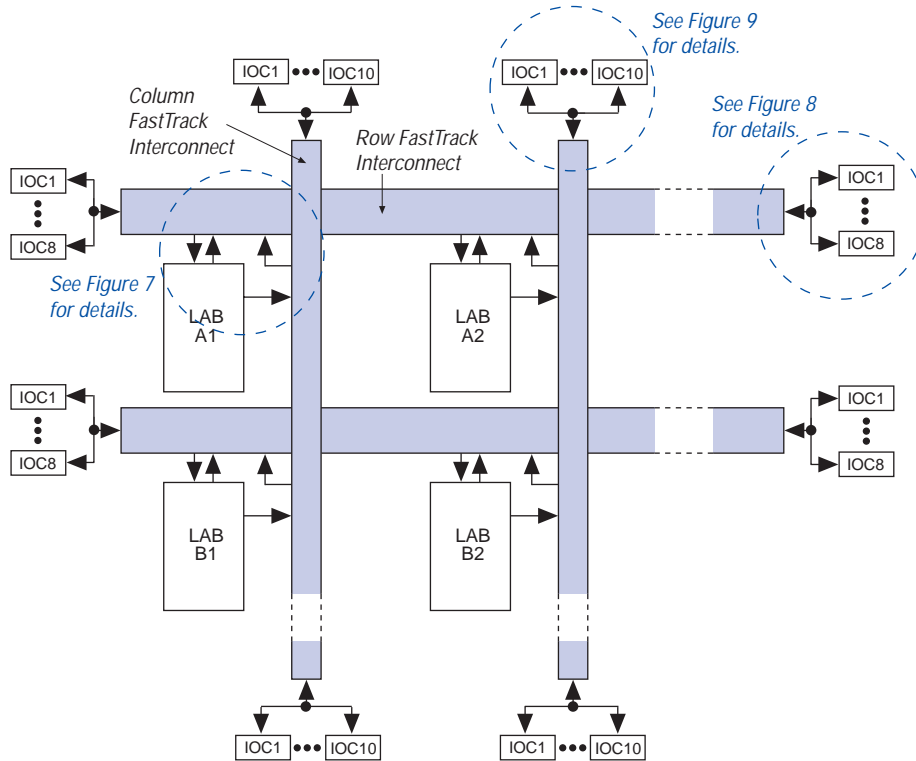 See Figure 9
for details.
IOC1
IOC10
IOC1
IOC10
Column
FastTrack
Interconnect
Row FastTrack
Interconnect
See Figure 8
for details.
IOC1
IOC8
IOC1
IOC8
See Figure 7
for details.
LAB
A1
LAB
A2
IOC1
IOC8
IOC1
IOC8
LAB
B1
LAB
B2
IOC1
IOC10
IOC1
IOC10